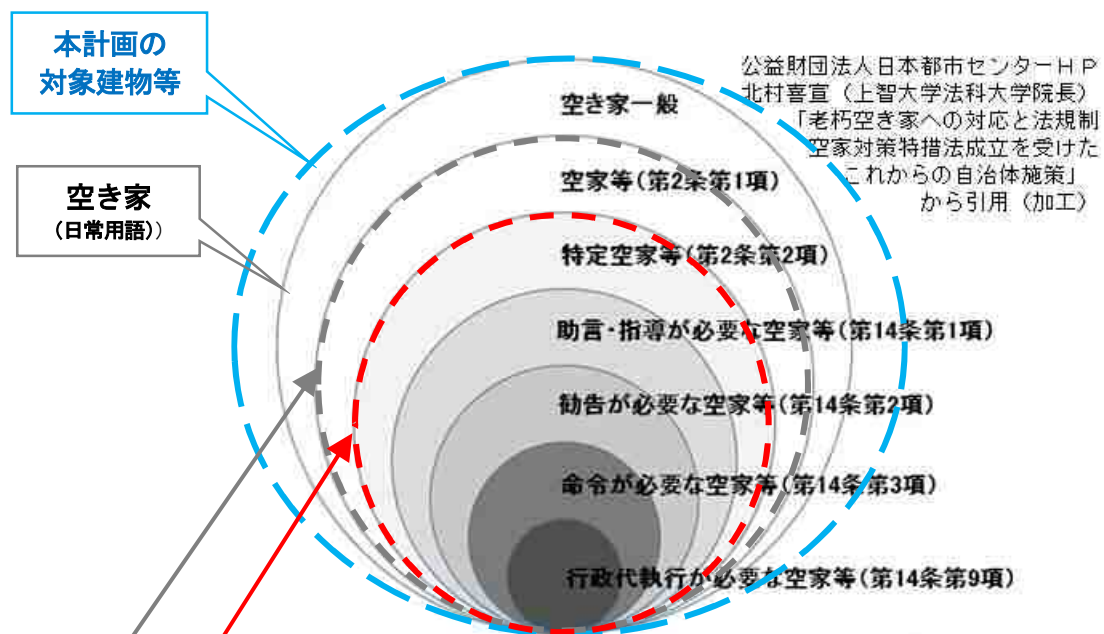 本計画の
対象建物等
空き家
(日常用語))
公益財団法人日本都市センターHP
北村喜宣(上智大学法科大学院長)
「老朽空き家への対応と法規制
空家対策特措法成立を受けた
これからの自治体施策」
から引用(加工)
空き家一般
空家等(第2条第1項)
特定空家等(第2条第2項)
助言・指導が必要な空家等(第14条第1項)
勧告が必要な空家等(第14条第2項)
命令が必要な空家等(第14条第3項)
行政代執行が必要な空家等(第14条第9項)